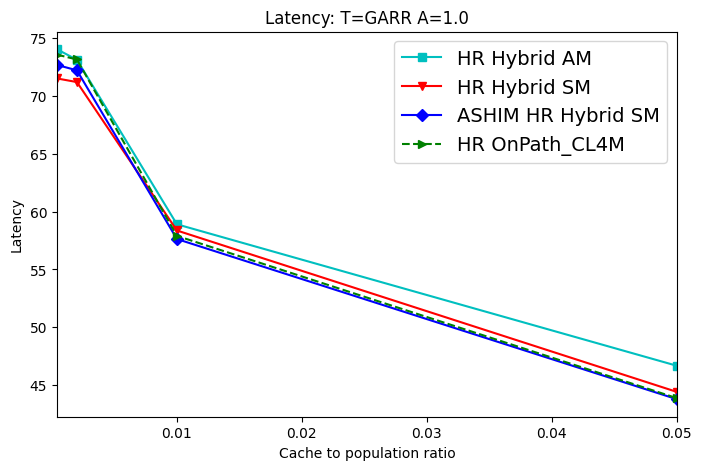 Latency: T=GARR A=1.0
75
70
65
60
55
50
45
Latency
HR Hybrid AM
HR Hybrid SM
ASHIM HR Hybrid SM
HR OnPath_CL4M
0.01 0.02 0.03 0.04 0.05
Cache to population ratio